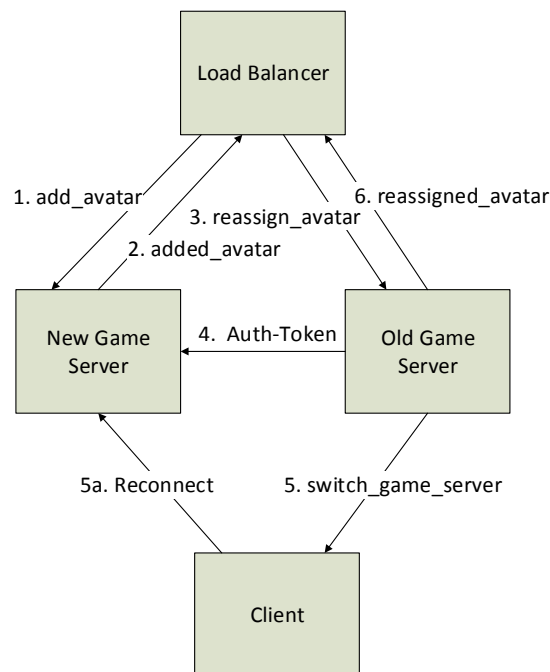 Load Balancer
1. add_avatar
6. reassigned_avatar
3. reassign_avatar
2. added_avatar
New Game
Server
4.  Auth-Token
Old Game
Server
5a. Reconnect
5. switch_game_server
Client